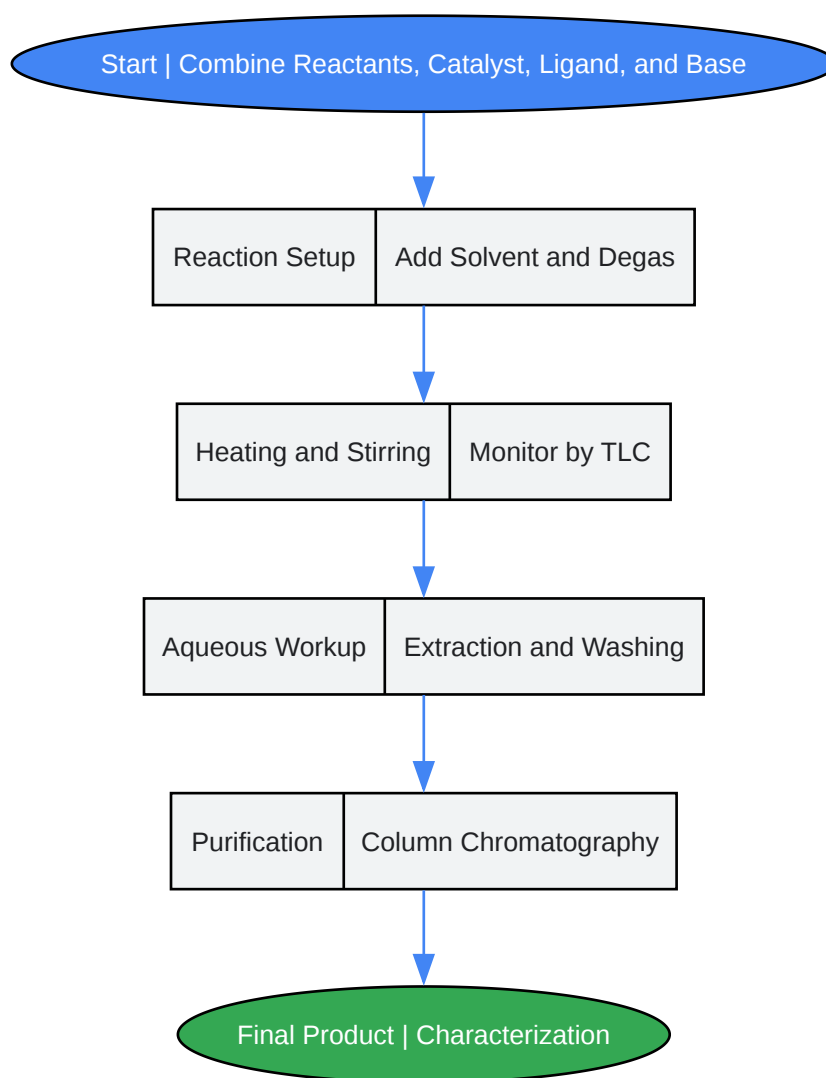 Start | Combine Reactants, Catalyst, Ligand, and Base
Reaction Setup
Add Solvent and Degas
Heating and Stirring
Monitor by TLC
Aqueous Workup
Extraction and Washing
Purification
Column Chromatography
Final Product | Characterization